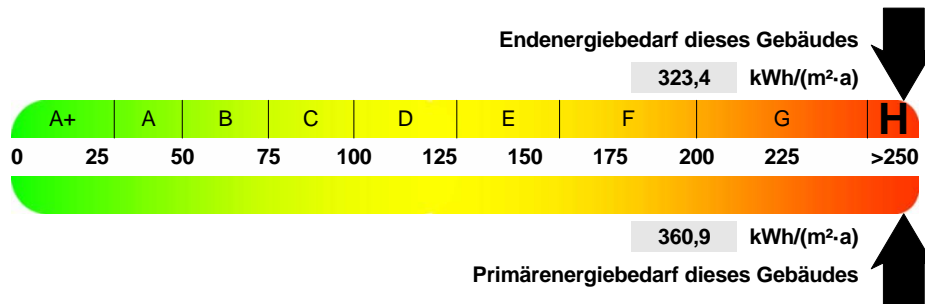 Endenergiebedarf dieses Gebäudes
323,4 kWh/(m²·a)
A+ A B C D E F G H
0 25 50 75 100 125 150 175 200 225 >250
360,9 kWh/(m²·a)
Primärenergiebedarf dieses Gebäudes